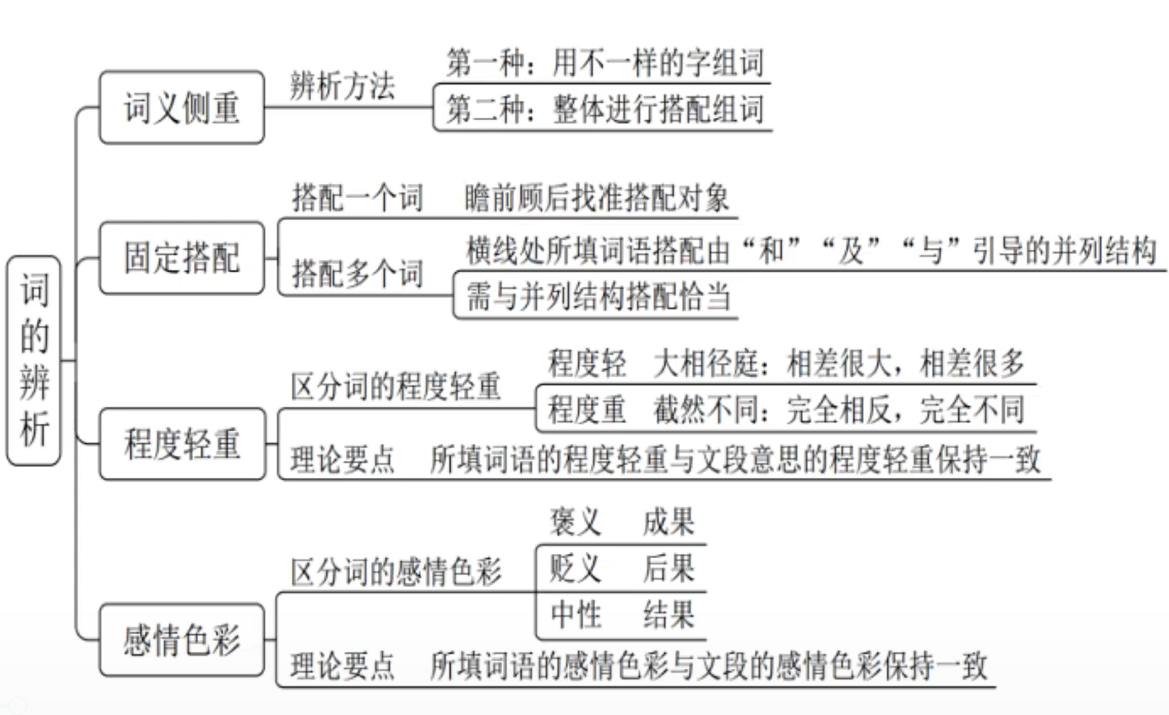 词的辨析
词义侧重
辨析方法
第一种：用不一样的字组词
第二种：整体进行搭配组词
固定搭配
搭配一个词 瞻前顾后找准搭配对象
搭配多个词
横线处所填词语搭配由“和”“及”“与”引导的并列结构
需与并列结构搭配恰当
程度轻重
区分词的程度轻重
程度轻 大相径庭：相差很大，相差很多
程度重 截然不同：完全相反，完全不同
理论要点 所填词语的程度轻重与文段意思的程度轻重保持一致
感情色彩
区分词的感情色彩
褒义 成果
贬义 后果
中性 结果
理论要点 所填词语的感情色彩与文段的感情色彩保持一致